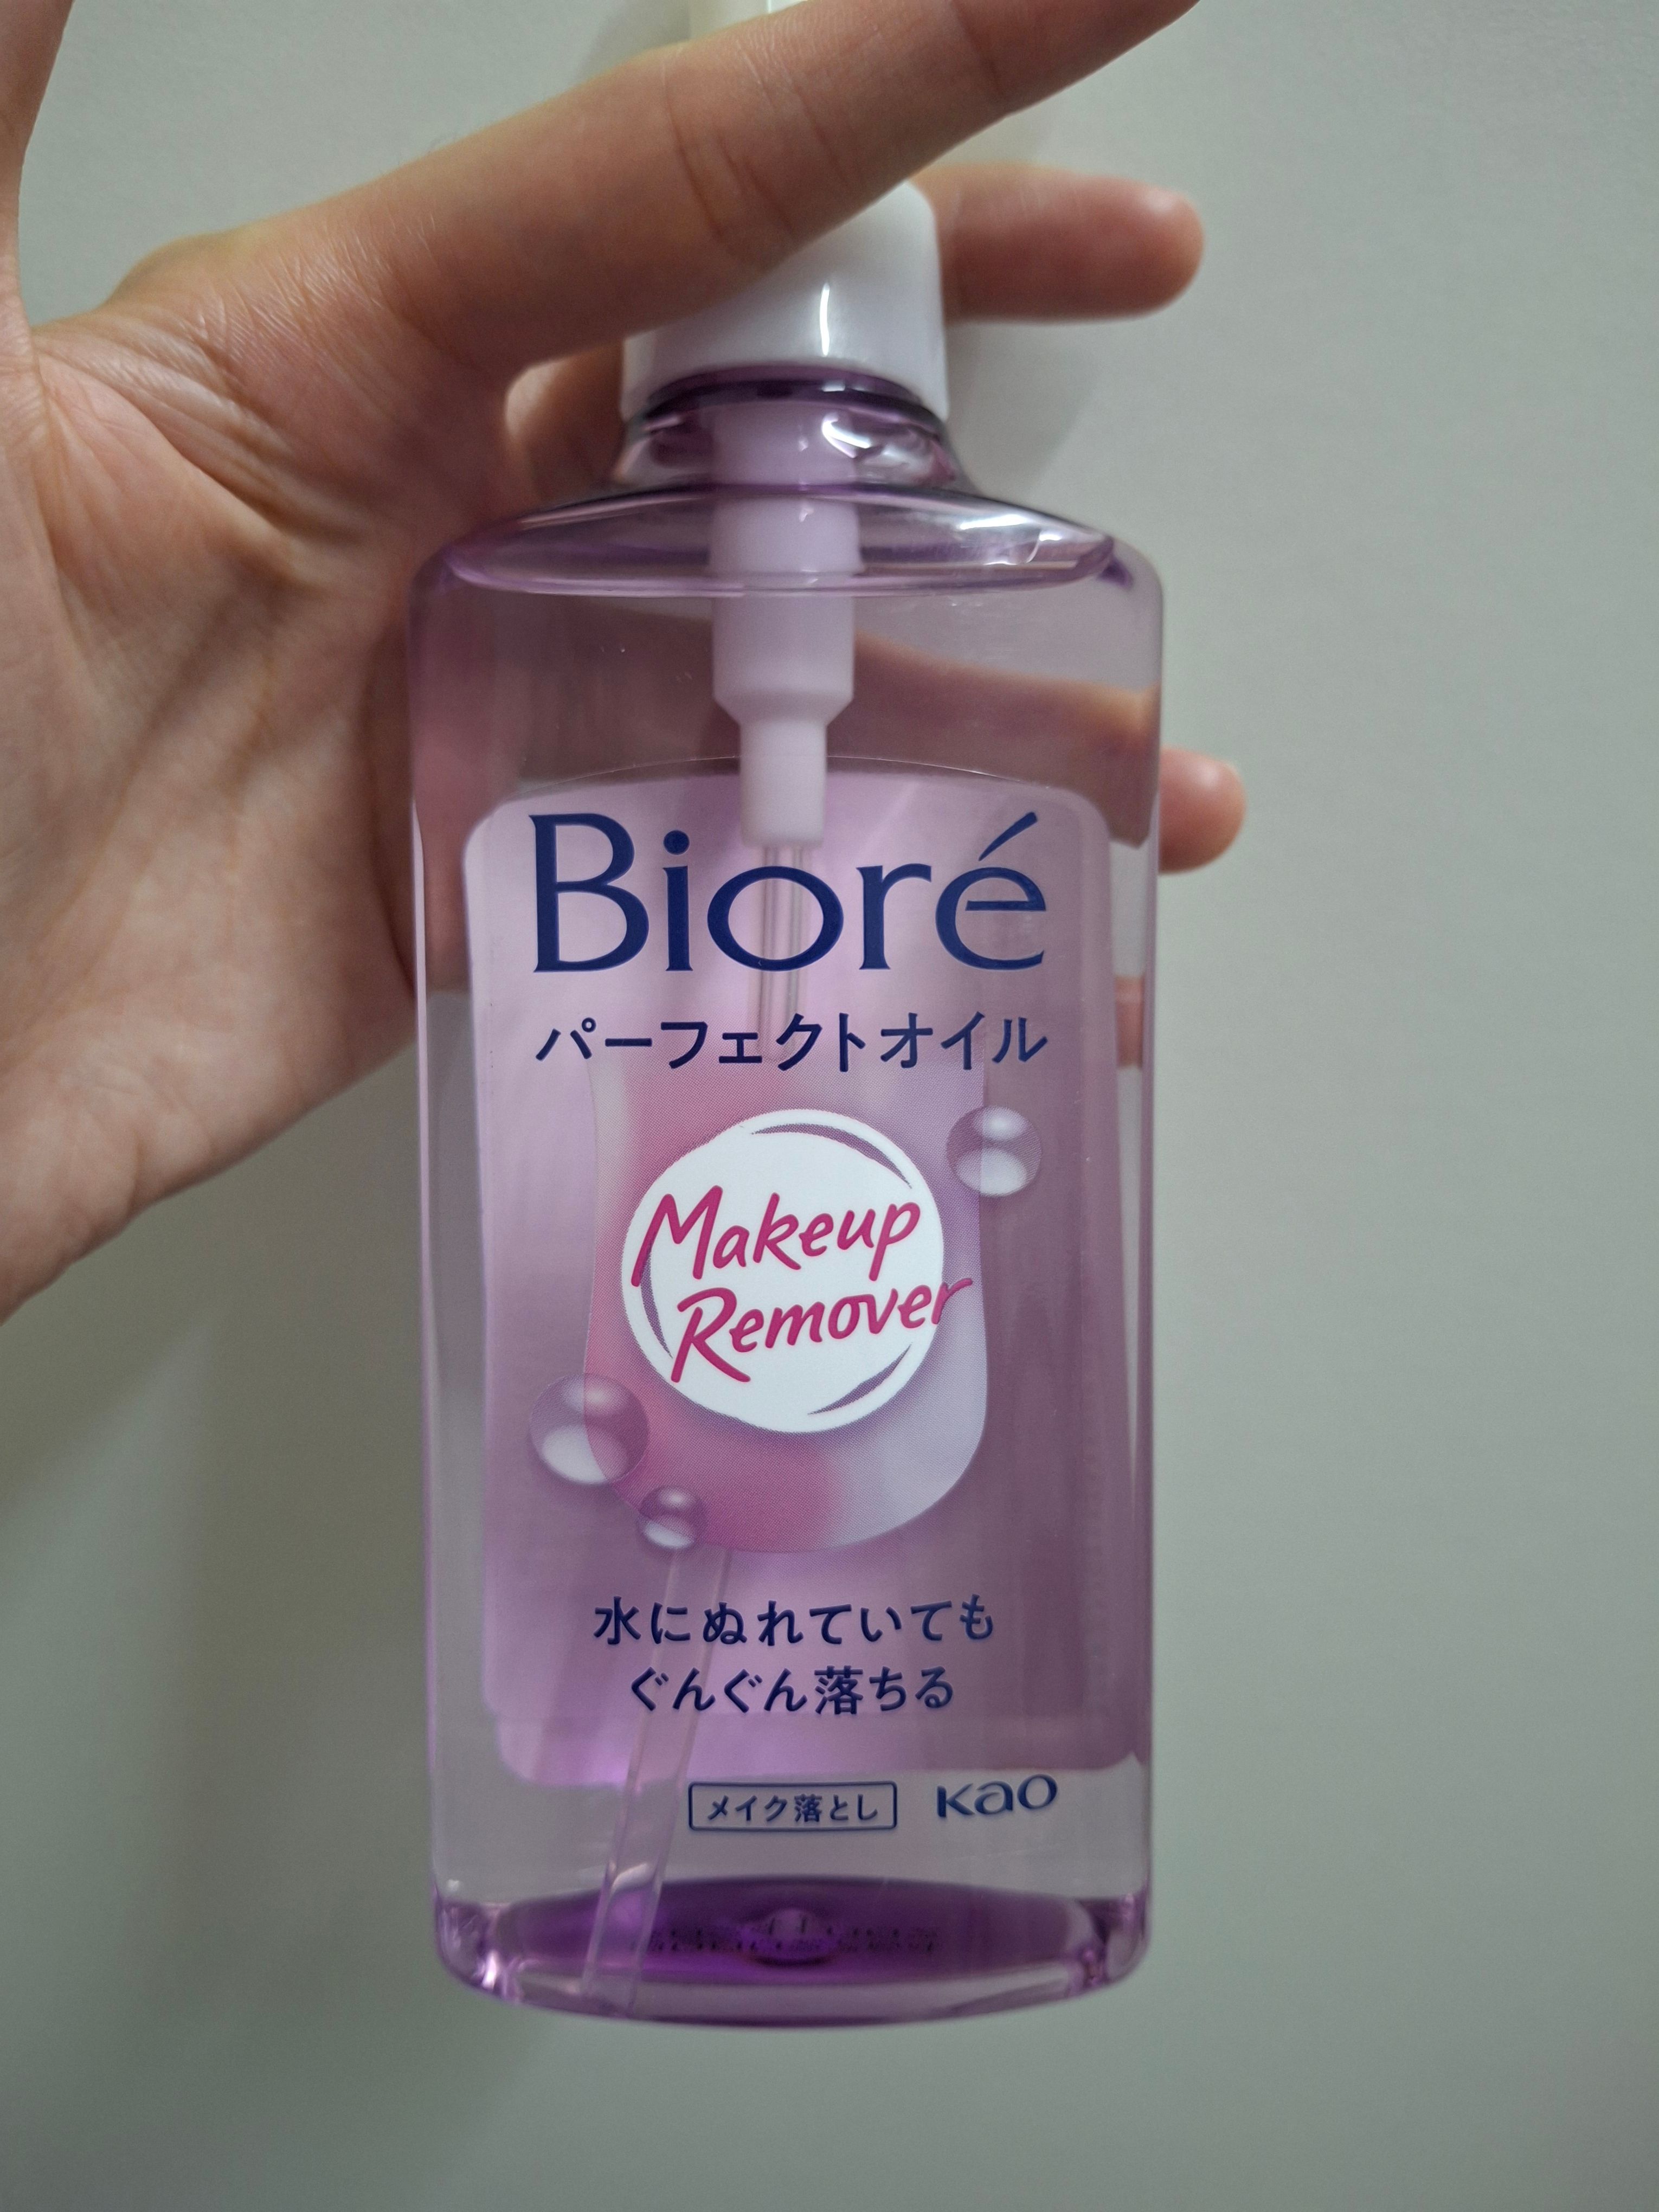 Bioré
パーフェクトオイル
Makeup
Remover
水にぬれていても
ぐんぐん落ちる
メイク落とし Kao